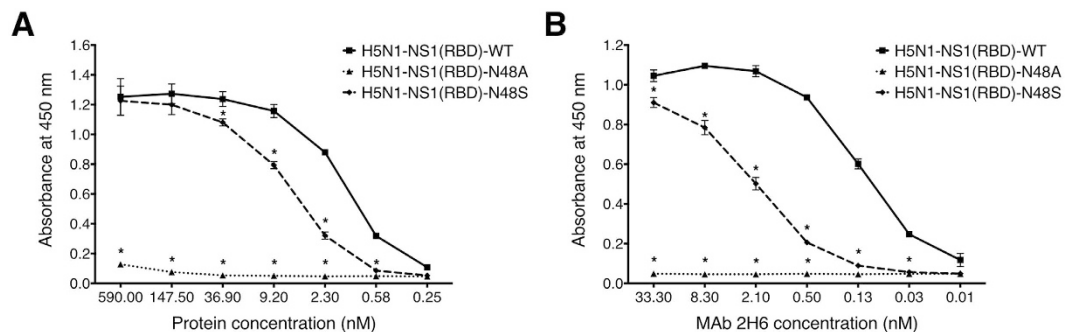 A
B
H5N1-NS1(RBD)-WT
H5N1-NS1(RBD)-N48A
H5N1-NS1(RBD)-N48S
Absorbance at 450 nm
1.6
1.4
1.2
1.0
0.8
0.6
0.4
0.2
0.0
* * * * * * * * *
590.00 147.50 36.90 9.20 2.30 0.58 0.25
Protein concentration (nM)
H5N1-NS1(RBD)-WT
H5N1-NS1(RBD)-N48A
H5N1-NS1(RBD)-N48S
Absorbance at 450 nm
1.2
1.0
0.8
0.6
0.4
0.2
0.0
* * * * * * * * * *
33.30 8.30 2.10 0.50 0.13 0.03 0.01
MAb 2H6 concentration (nM)